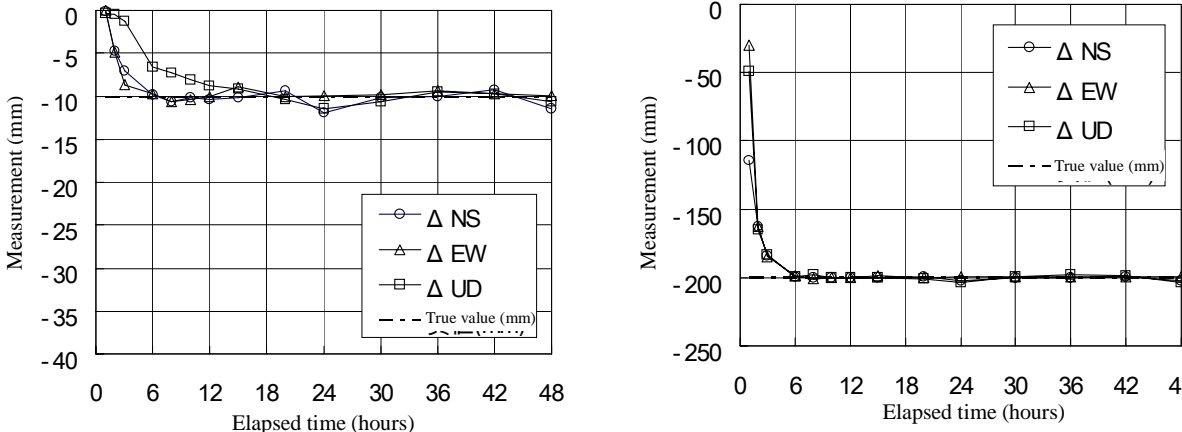 0
-5
-10
-15
-20
-25
-30
-35
-40
Measurement (mm)
Δ NS
Δ EW
Δ UD
True value (mm)
0 6 12 18 24 30 36 42 48
Elapsed time (hours)
0
-50
-100
-150
-200
-250
Measurement (mm)
Δ NS
Δ EW
Δ UD
True value (mm)
0 6 12 18 24 30 36 42 4
Elapsed time (hours)